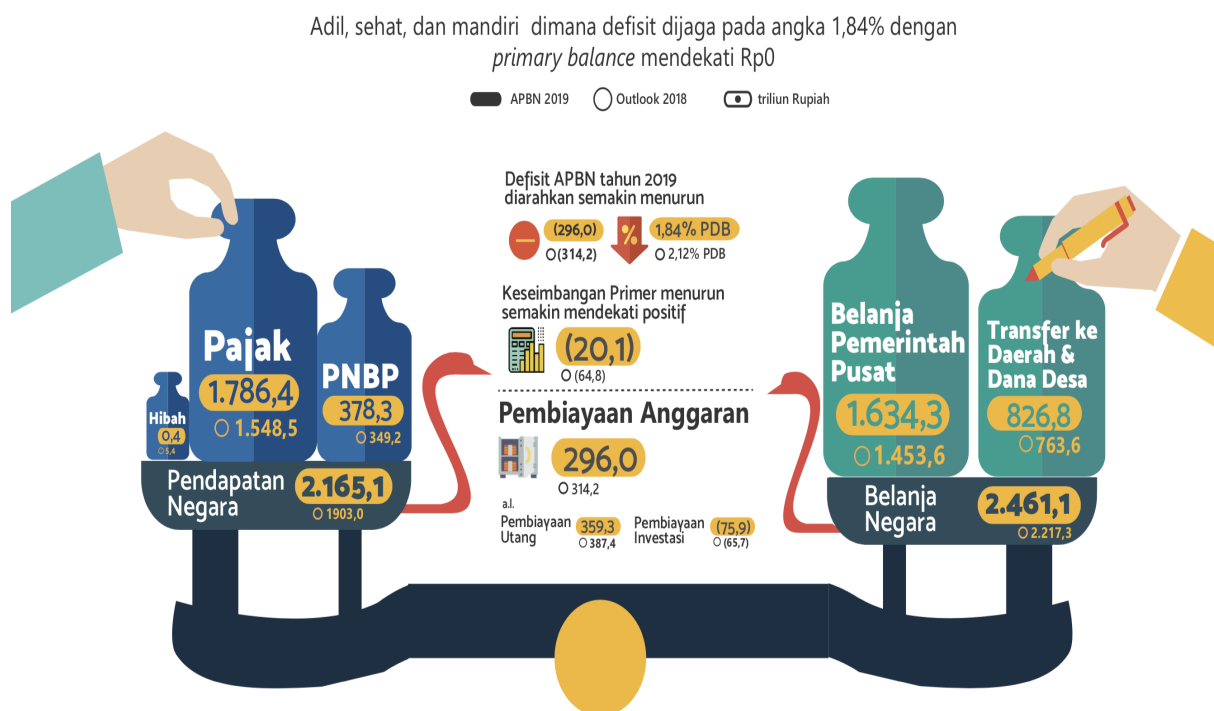 Adil, sehat, dan mandiri dimana defisit dijaga pada angka 1,84% dengan
primary balance mendekati Rp0
APBN 2019
Outlook 2018
triliun Rupiah
Hibah
0,4
5,4
Pajak
1.786,4
1.548,5
PNBP
378,3
349,2
Pendapatan
Negara
2.165,1
1903,0
Defisit APBN tahun 2019
diarahkan semakin menurun
(296,0)
(314,2)
%
1,84% PDB
2,12% PDB
Keseimbangan Primer menurun
semakin mendekati positif
(20,1)
(64,8)
Pembiayaan Anggaran
296,0
314,2
a.l.
Pembiayaan
Utang
359,3
387,4
Pembiayaan
Investasi
(75,9)
(65,7)
Belanja
Pemerintah
Pusat
1.634,3
1.453,6
Transfer ke
Daerah &
Dana Desa
826,8
763,6
Belanja
Negara
2.461,1
2.217,3